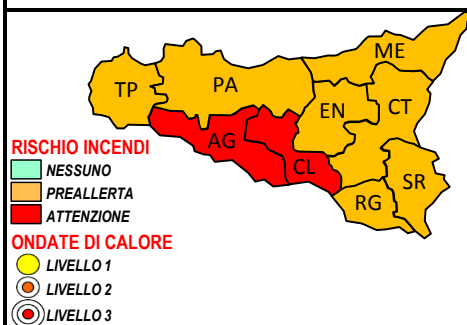 ME
TP
PA
EN
CT
AG
CL
SR
RG
RISCHIO INCENDI
NESSUNO
PREALLERTA
ATTENZIONE
ONDATE DI CALORE
LIVELLO 1
LIVELLO 2
LIVELLO 3